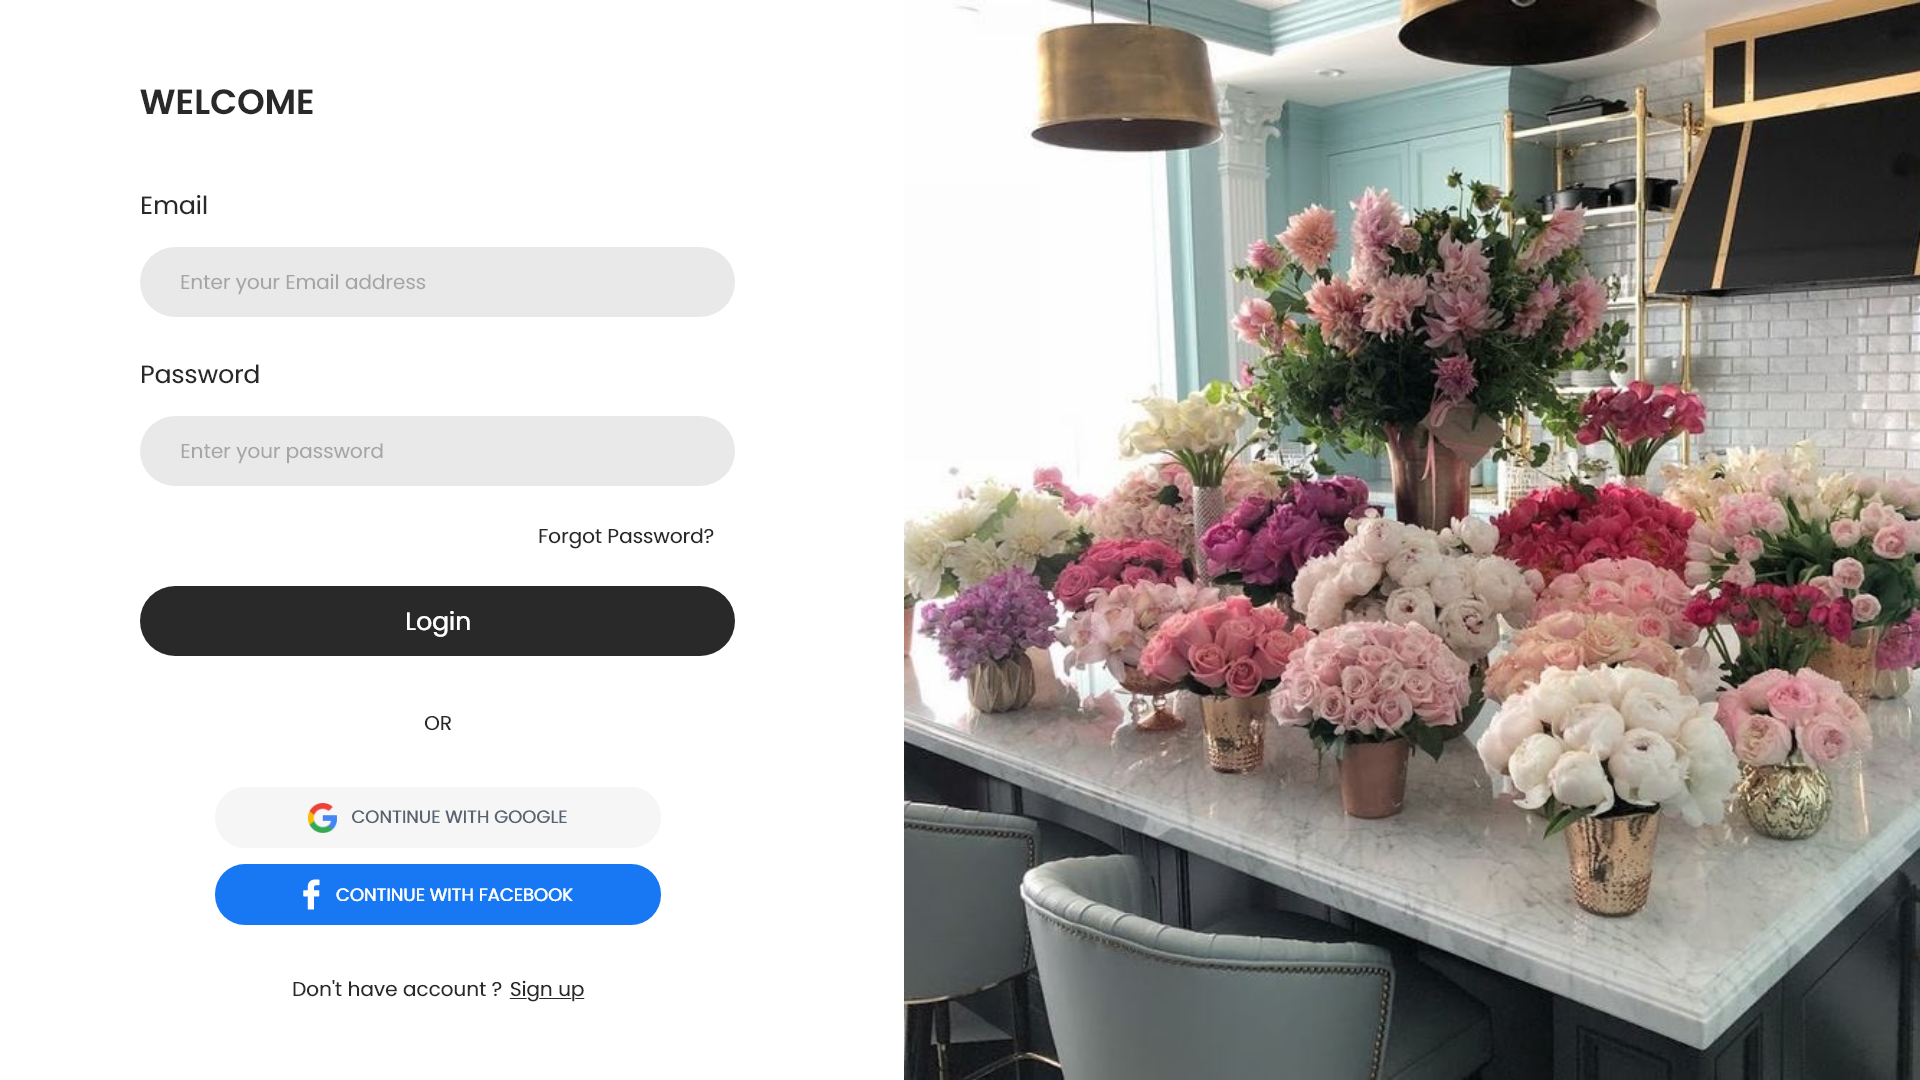 WELCOME
Email
Enter your Email address
Password
Enter your password
Forgot Password?
Login
OR
CONTINUE WITH GOOGLE
CONTINUE WITH FACEBOOK
Don't have account ? Sign up